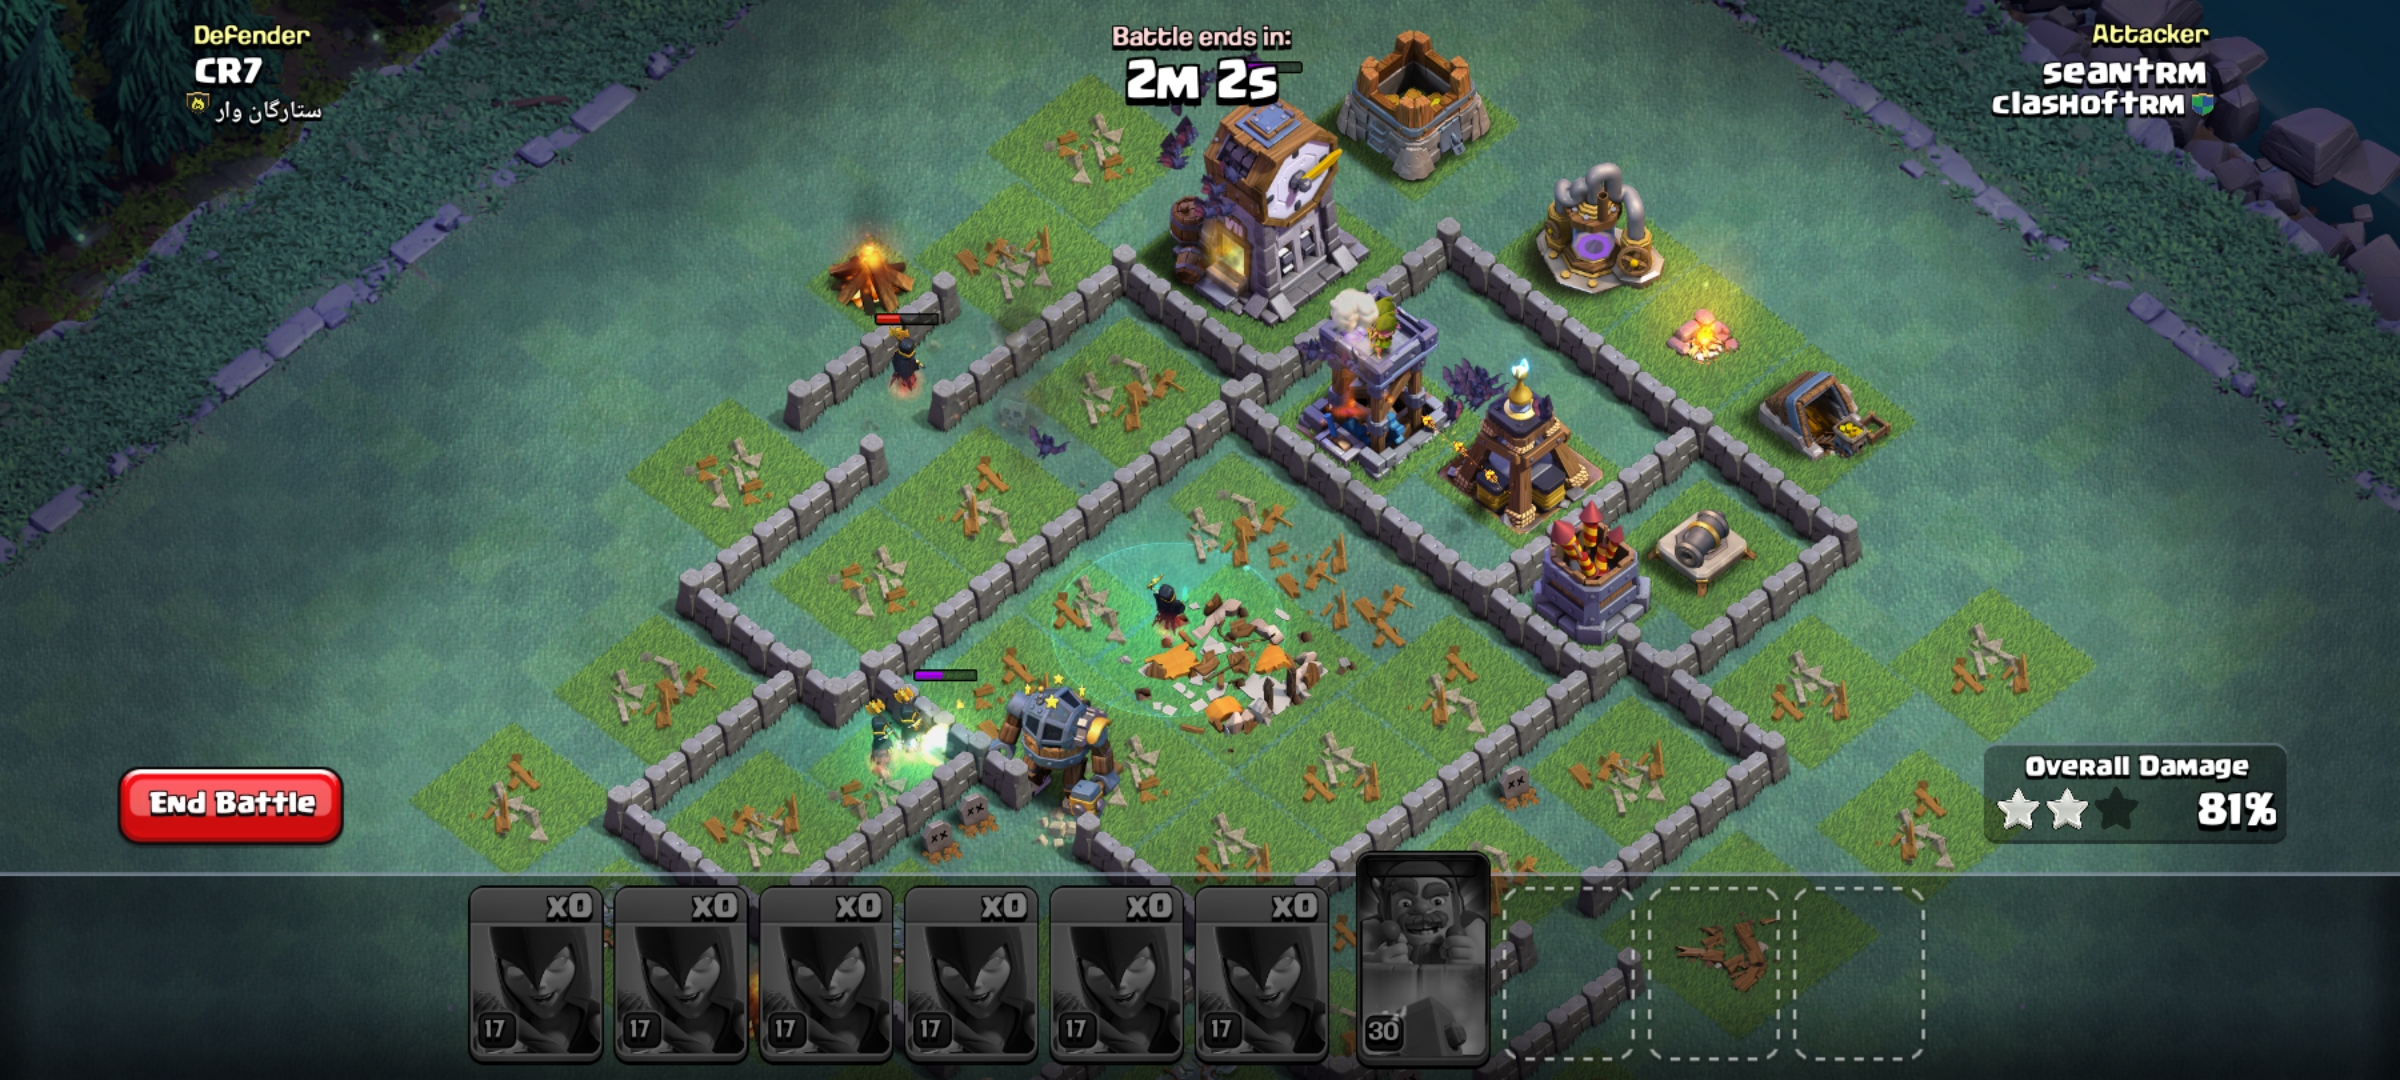 Defender
CR7
ستارگان وار
Battle ends in:
2M 2s
Attacker
seantRM
clashoftRM
End Battle
Overall Damage
81%
x0
x0
x0
x0
x0
x0
17
17
17
17
17
17
30